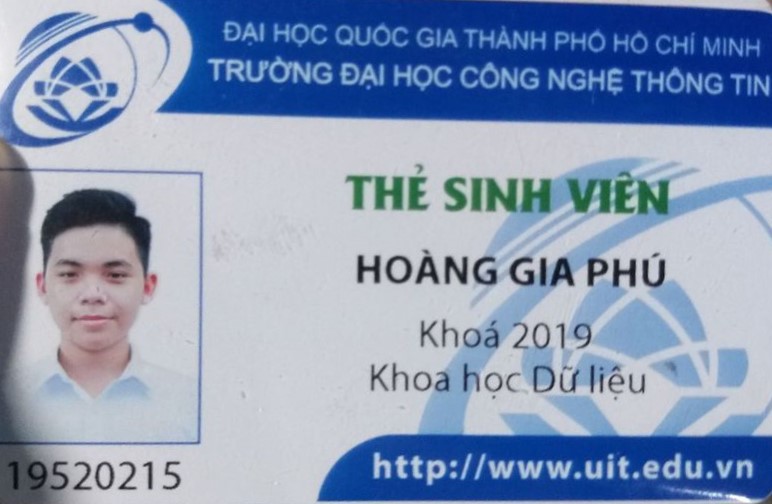 ĐẠI HỌC QUỐC GIA THÀNH PHỐ HỒ CHÍ MINH
TRƯỜNG ĐẠI HỌC CÔNG NGHỆ THÔNG TIN
THẺ SINH VIÊN
HOÀNG GIA PHÚ
Khoá 2019
Khoa học Dữ liệu
19520215
http://www.uit.edu.vn